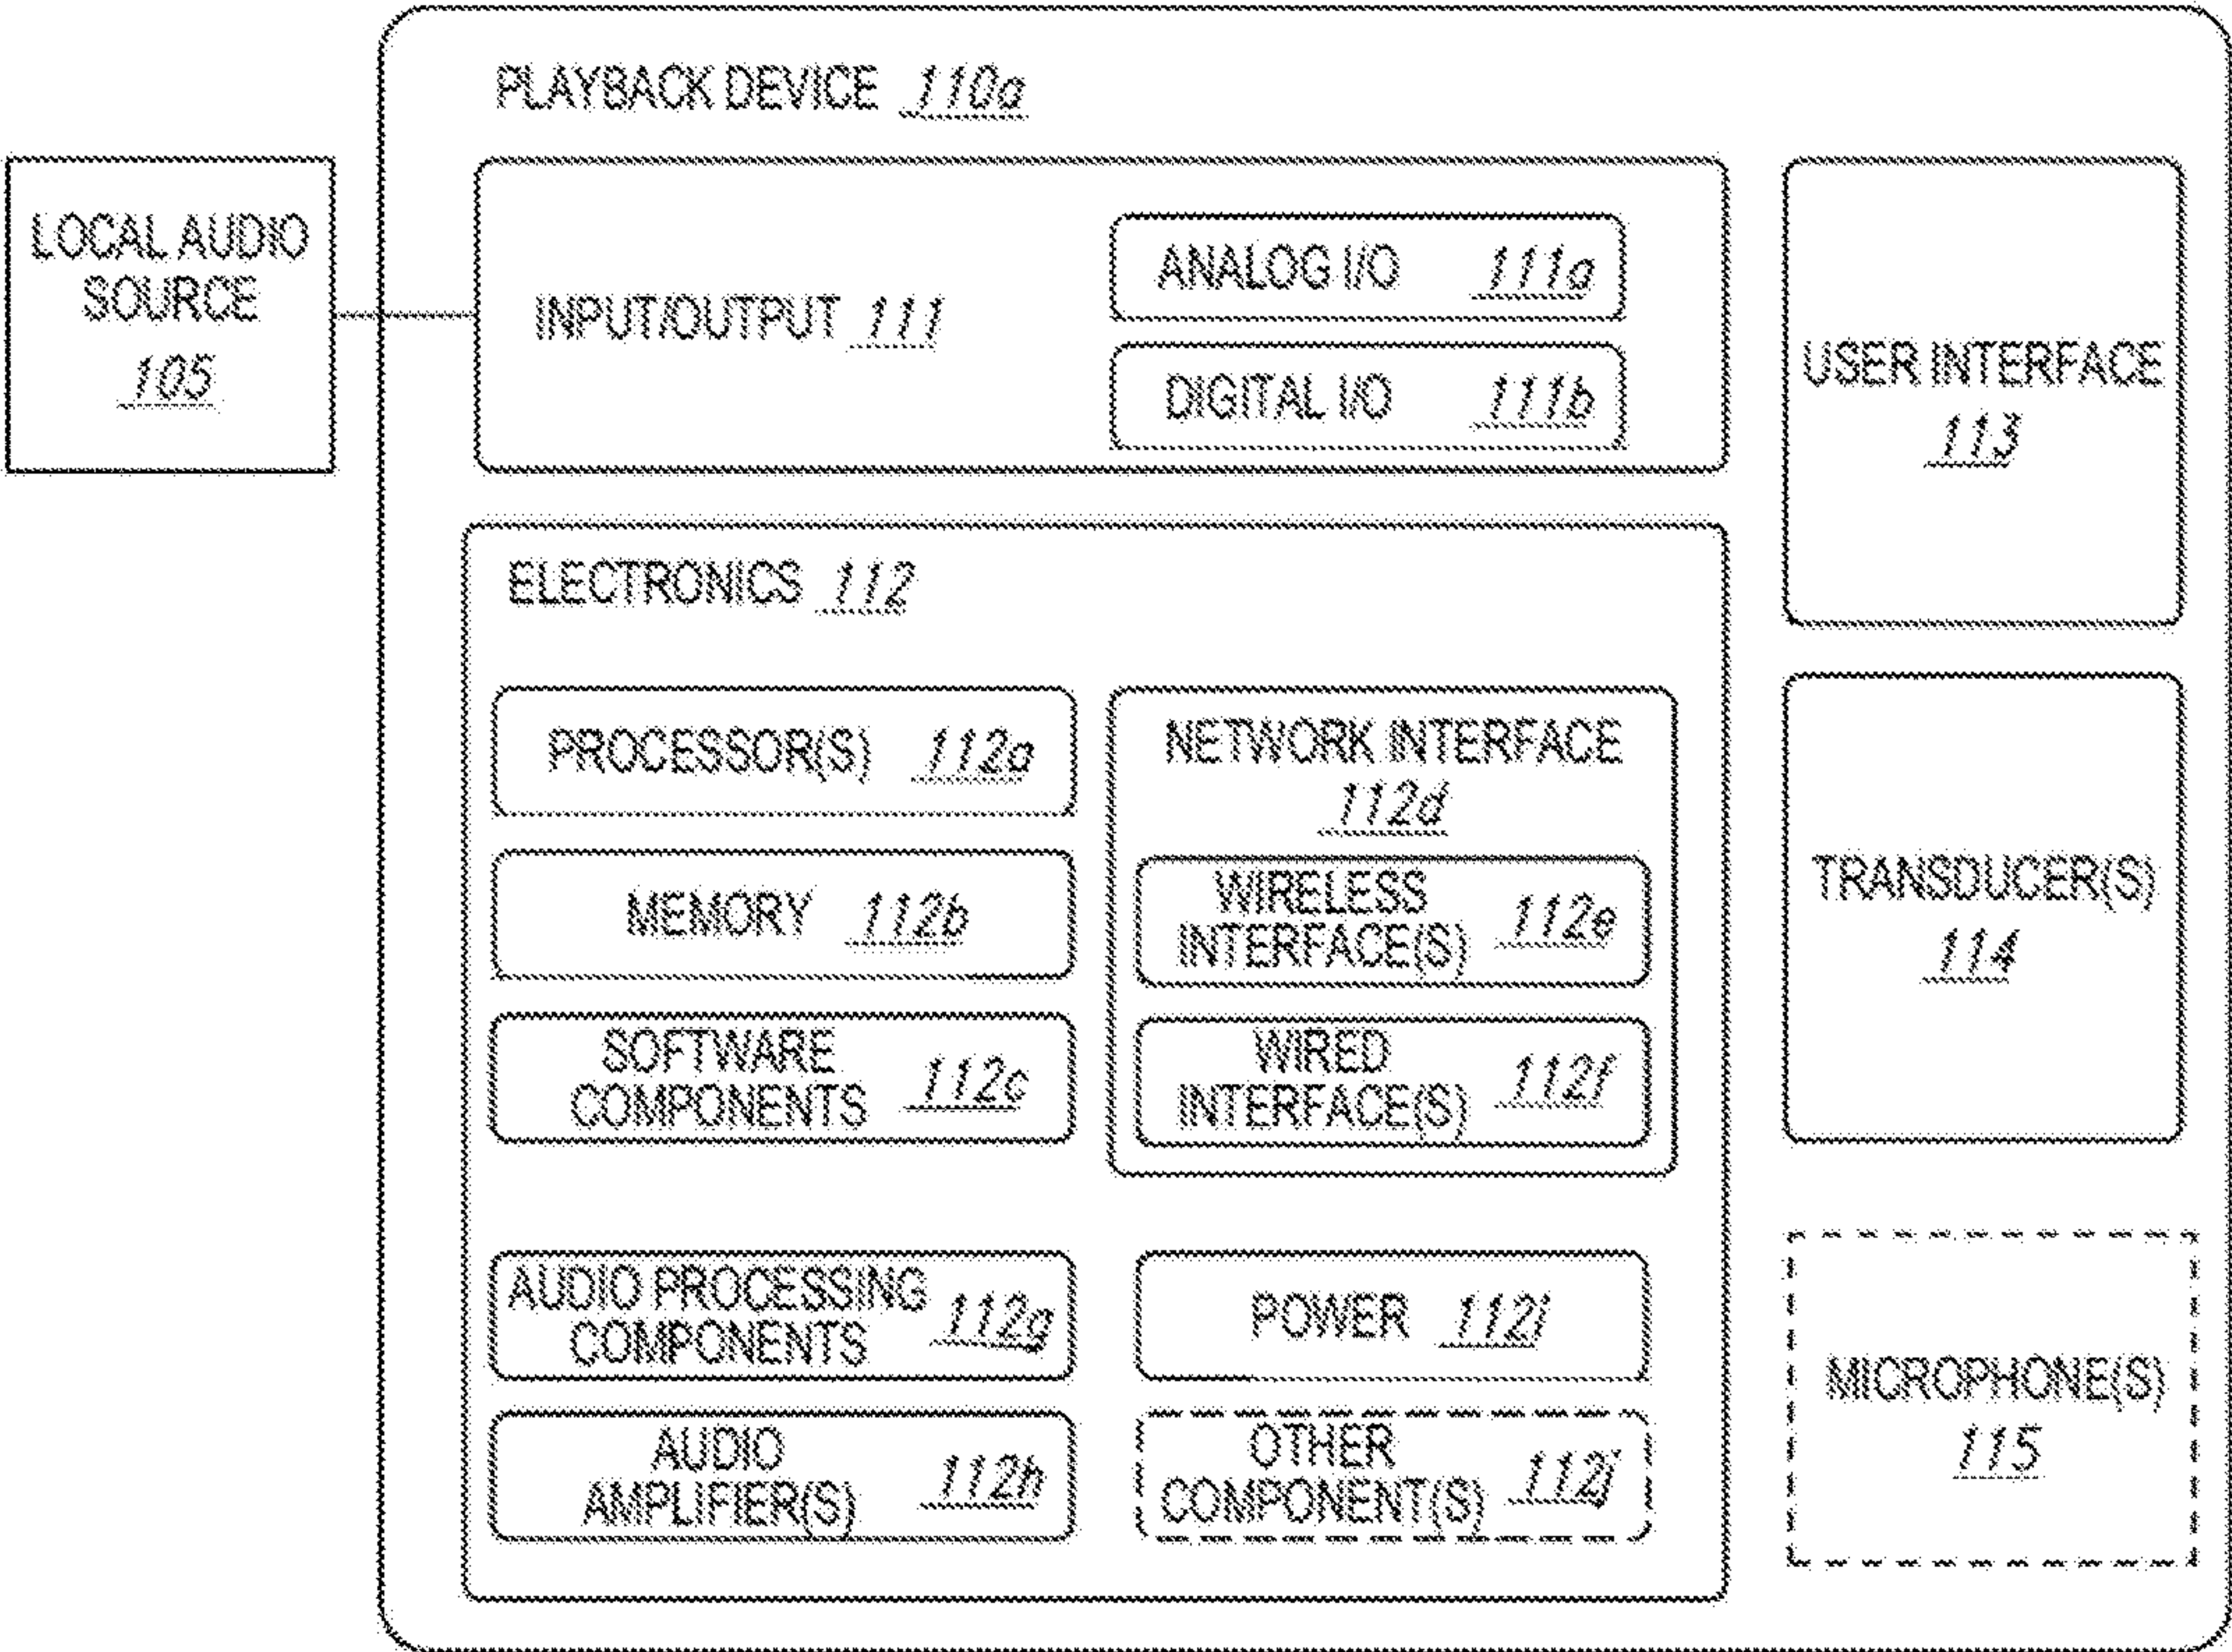 PLAYBACK DEVICE 110a
LOCAL AUDIO
SOURCE
105
INPUT/OUTPUT 111
ANALOG I/O 111a
DIGITAL I/O 111b
USER INTERFACE
113
ELECTRONICS 112
PROCESSOR(S) 112a
MEMORY 112b
SOFTWARE
COMPONENTS 112c
NETWORK INTERFACE
112d
WIRELESS
INTERFACE(S) 112e
WIRED
INTERFACE(S) 112f
TRANSDUCER(S)
114
AUDIO PROCESSING
COMPONENTS 112g
AUDIO
AMPLIFIER(S) 112h
POWER 112i
OTHER
COMPONENT(S) 112j
MICROPHONE(S)
115